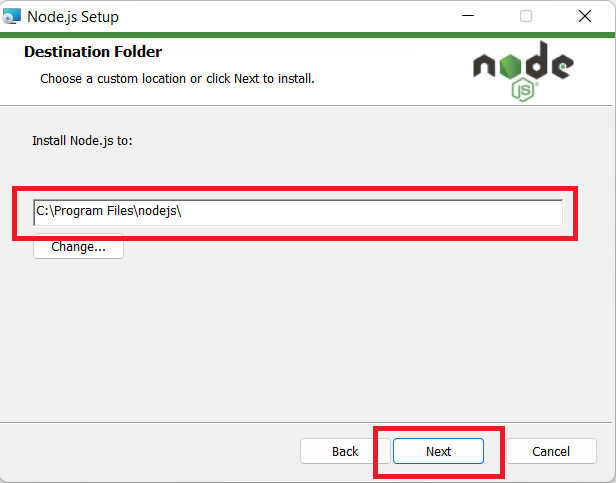 Node.js Setup
Destination Folder
Choose a custom location or click Next to install.
node
JS
Install Node.js to:
C:\Program Files\nodejs\
Change...
Back
Next
Cancel